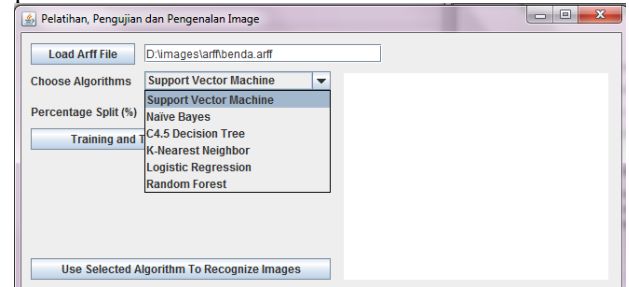 Pelatihan, Pengujian dan Pengenalan Image
Load Arff File D:\images\arff\benda.arff
Choose Algorithms Support Vector Machine
Support Vector Machine
Percentage Split (%) Naïve Bayes
Training and C4.5 Decision Tree
K-Nearest Neighbor
Logistic Regression
Random Forest
Use Selected Algorithm To Recognize Images